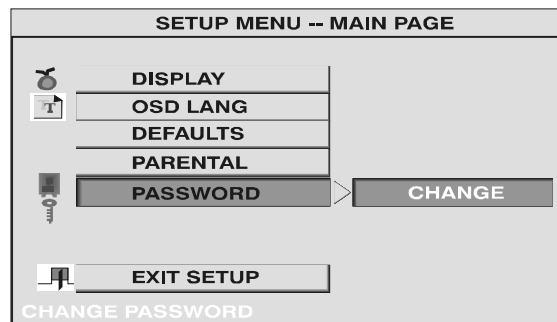 SETUP MENU -- MAIN PAGE
DISPLAY
T OSD LANG
DEFAULTS
PARENTAL
PASSWORD CHANGE
EXIT SETUP
CHANGE PASSWORD